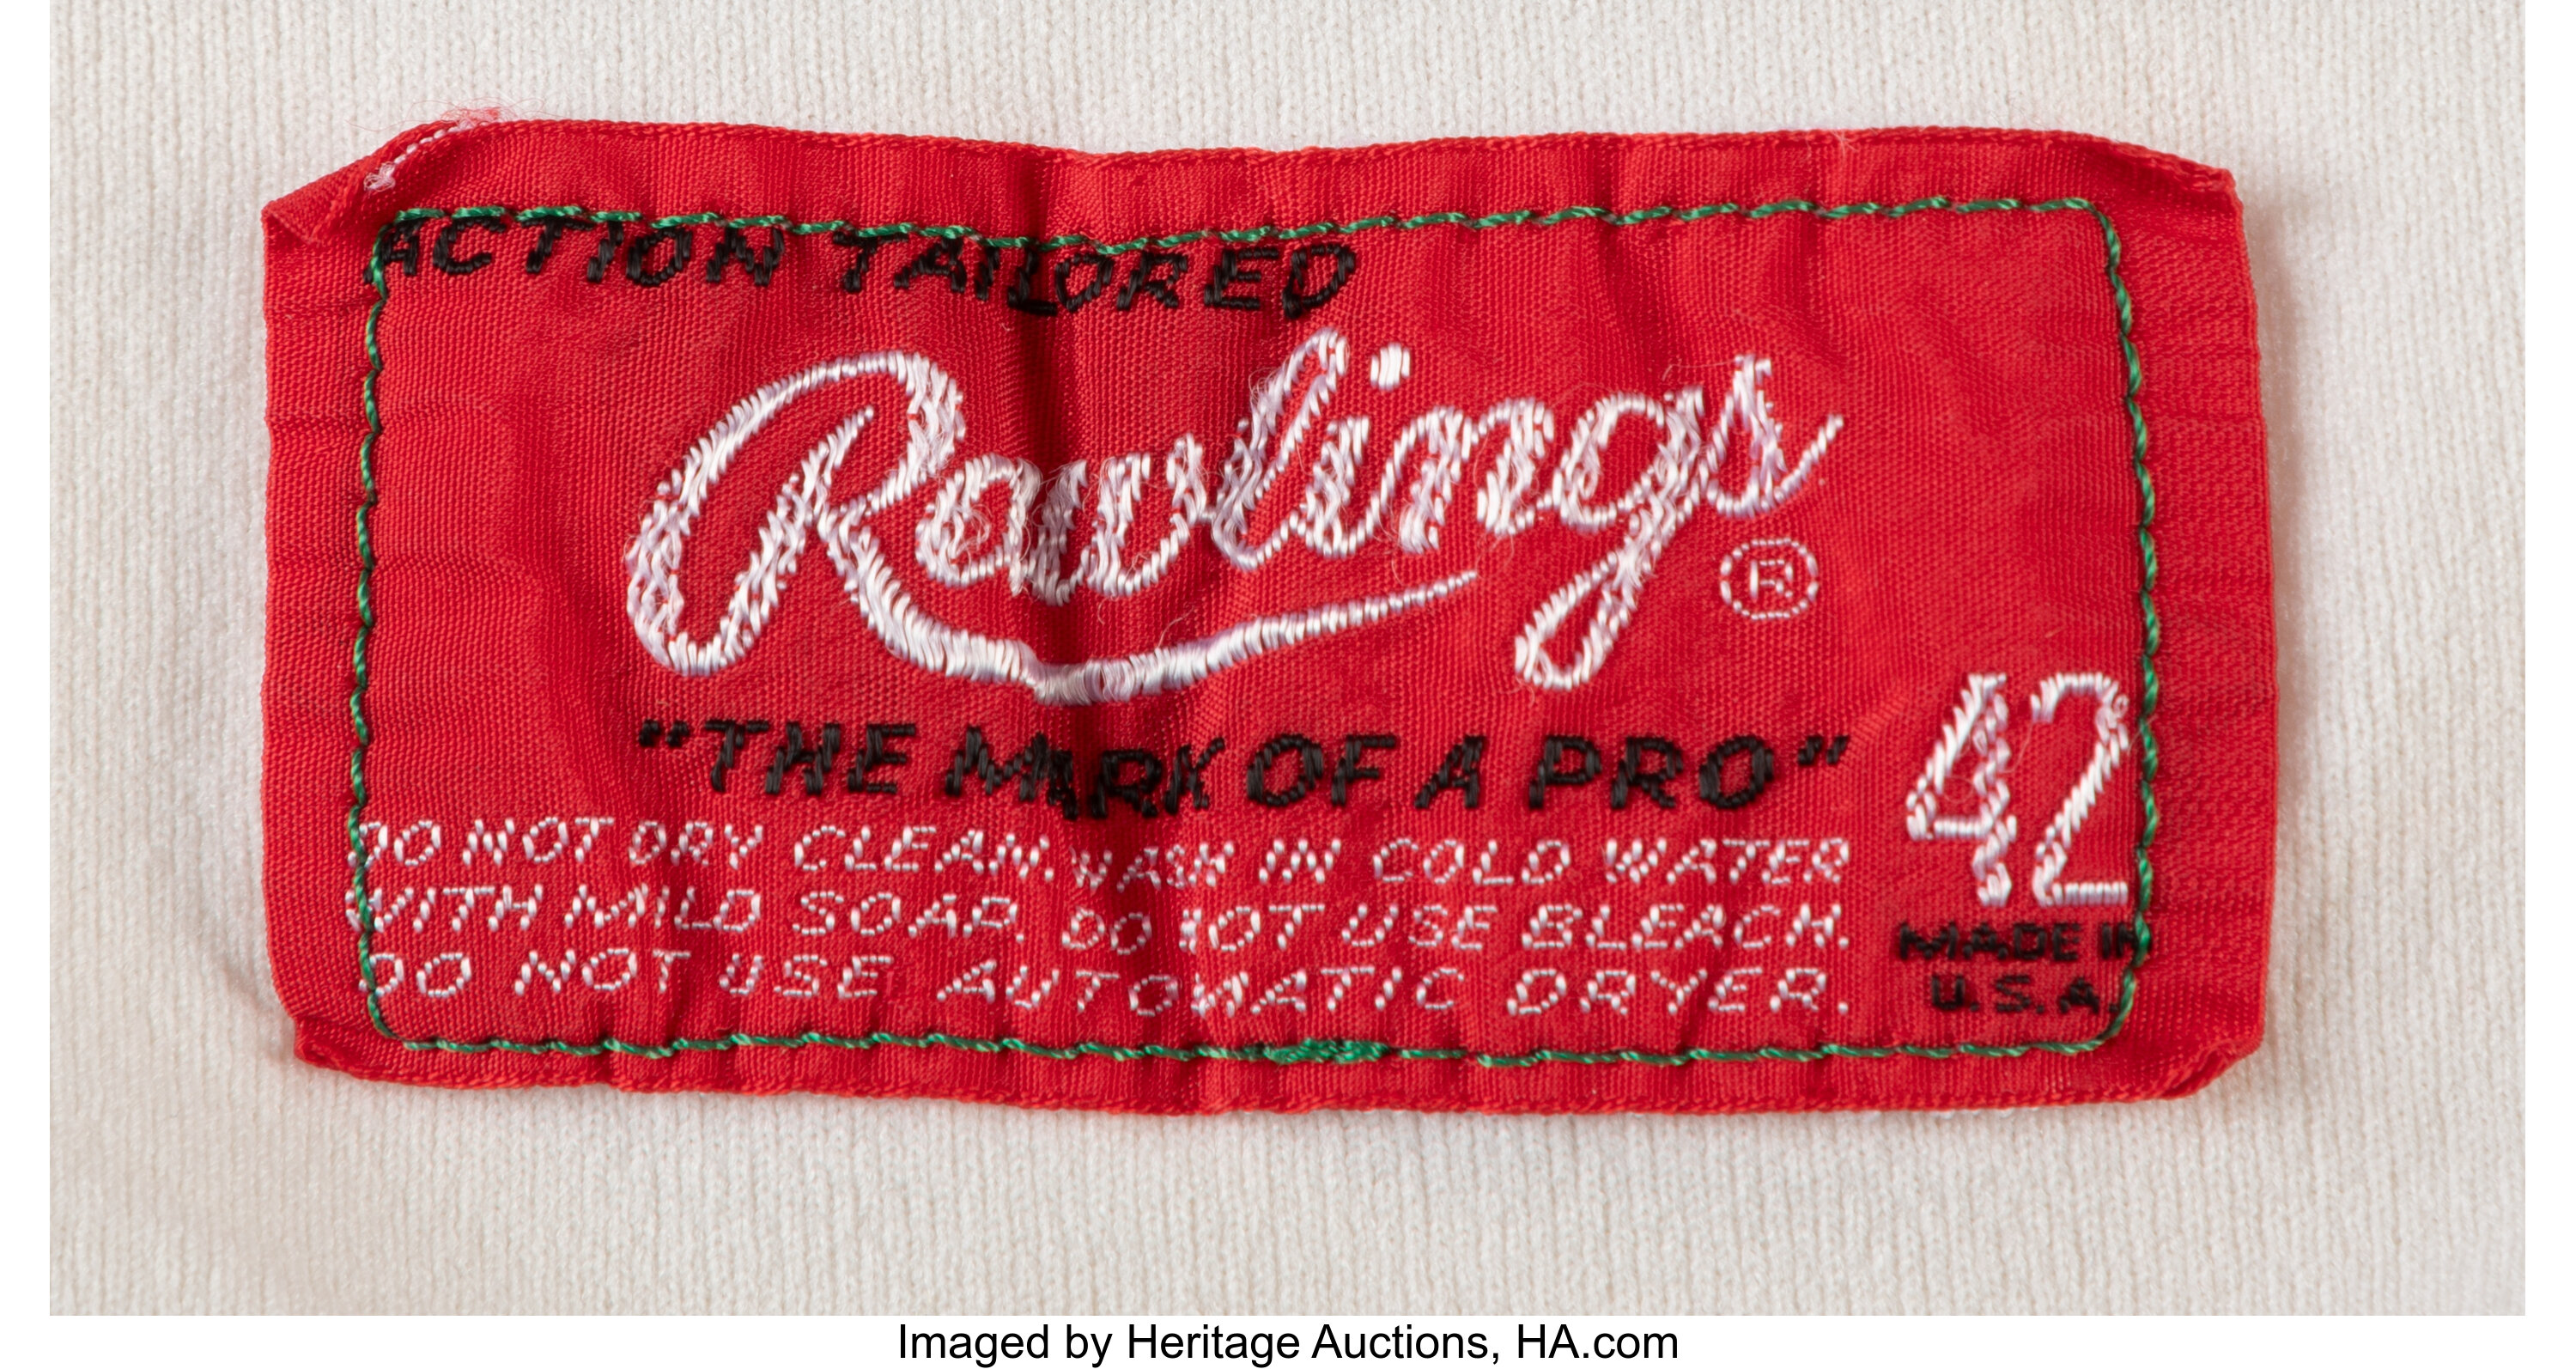 ACTION TAILORED
Rawlings ®
"THE MARK OF A PRO"
42
DO NOT DRY CLEAN. WASH IN COLD WATER
WITH MILD SOAP. DO NOT USE BLEACH.
DO NOT USE AUTOMATIC DRYER.
MADE IN
U.S.A.
Imaged by Heritage Auctions, HA.com